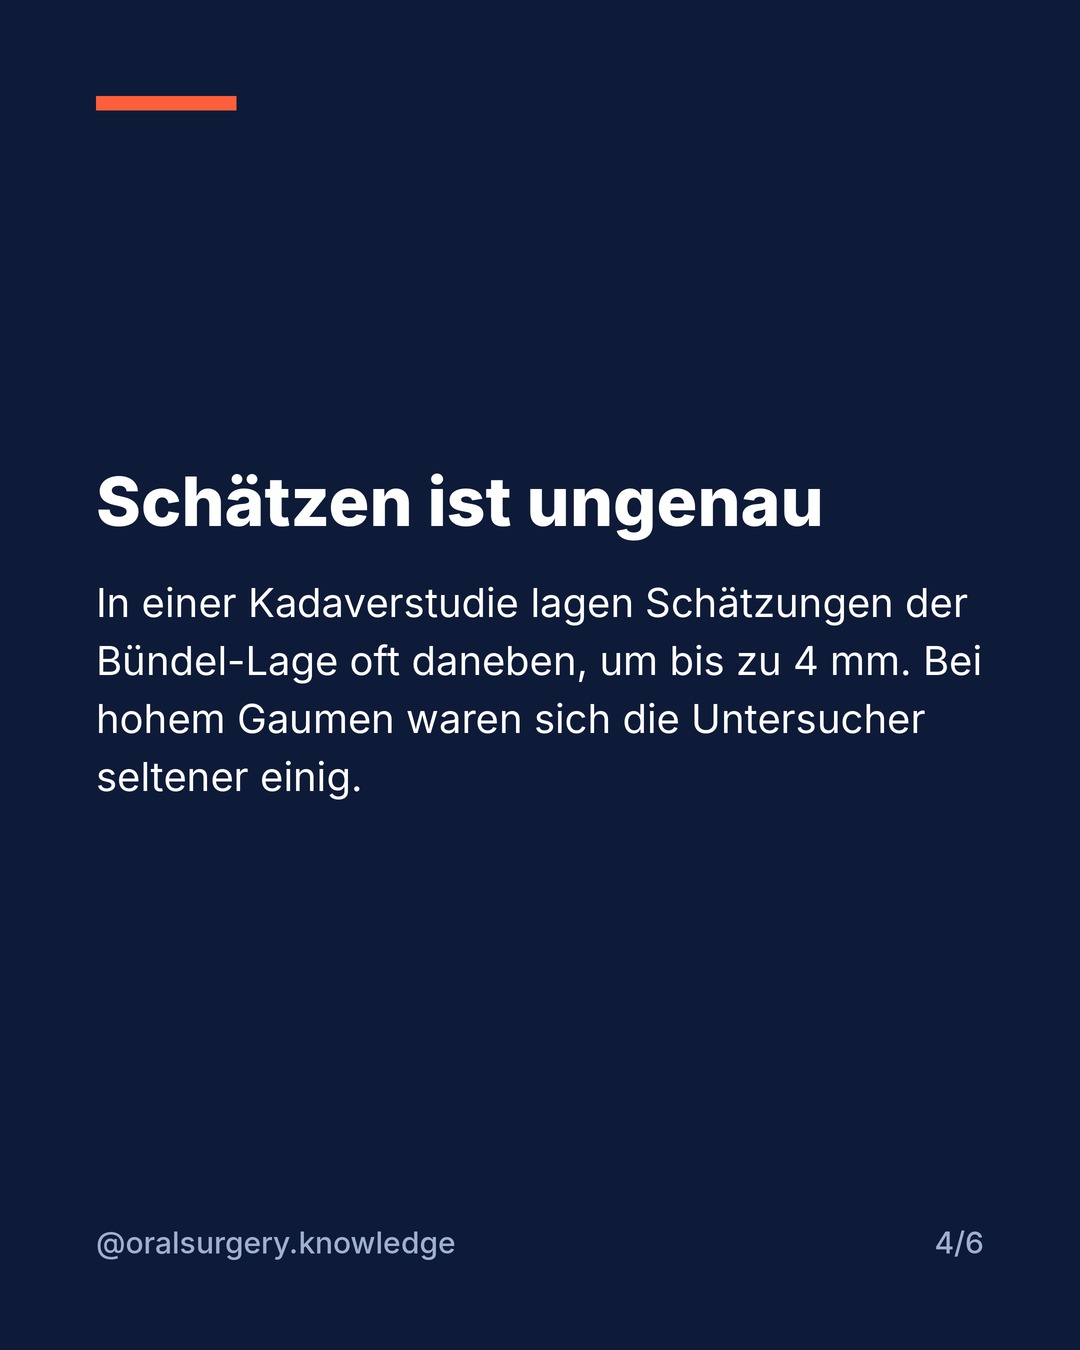 Schätzen ist ungenau
In einer Kadaverstudie lagen Schätzungen der
Bündel-Lage oft daneben, um bis zu 4 mm. Bei
hohem Gaumen waren sich die Untersucher
seltener einig.
@oralsurgery.knowledge
4/6